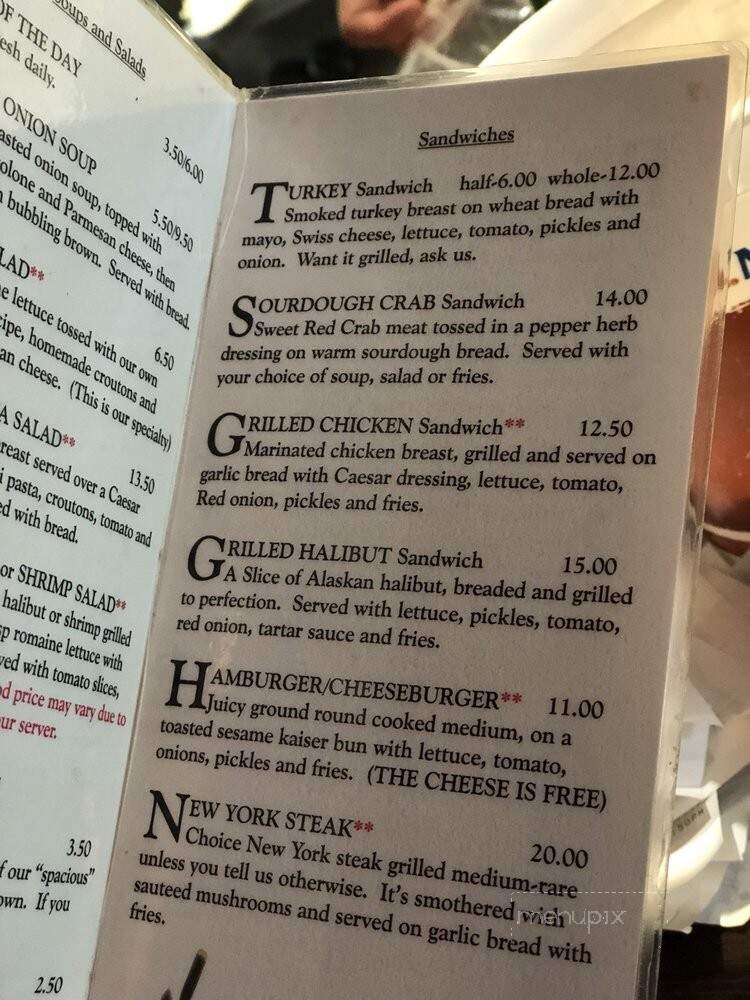 Soups and Salads
OF THE DAY
esh daily.
3.50/6.00
ONION SOUP
5.50/9.50
asted onion soup, topped with
olone and Parmesan cheese, then
bubbling brown. Served with bread.
LAD**
6.50
e lettuce tossed with our own
cipe, homemade croutons and
an cheese. (This is our specialty)
A SALAD**
13.50
reast served over a Caesar
i pasta, croutons, tomato and
ed with bread.
or SHRIMP SALAD**
halibut or shrimp grilled
sp romaine lettuce with
ved with tomato slices,
d price may vary due to
ur server.
3.50
f our "spacious"
own. If you
2.50
Sandwiches
TURKEY Sandwich half-6.00 whole-12.00
Smoked turkey breast on wheat bread with
mayo, Swiss cheese, lettuce, tomato, pickles and
onion. Want it grilled, ask us.
SOURDOUGH CRAB Sandwich 14.00
Sweet Red Crab meat tossed in a pepper herb
dressing on warm sourdough bread. Served with
your choice of soup, salad or fries.
GRILLED CHICKEN Sandwich** 12.50
Marinated chicken breast, grilled and served on
garlic bread with Caesar dressing, lettuce, tomato,
Red onion, pickles and fries.
GRILLED HALIBUT Sandwich 15.00
A Slice of Alaskan halibut, breaded and grilled
to perfection. Served with lettuce, pickles, tomato,
red onion, tartar sauce and fries.
HAMBURGER/CHEESEBURGER** 11.00
Juicy ground round cooked medium, on a
toasted sesame kaiser bun with lettuce, tomato,
onions, pickles and fries. (THE CHEESE IS FREE)
NEW YORK STEAK** 20.00
Choice New York steak grilled medium-rare
unless you tell us otherwise. It's smothered with
sauteed mushrooms and served on garlic bread with
fries.
menupix